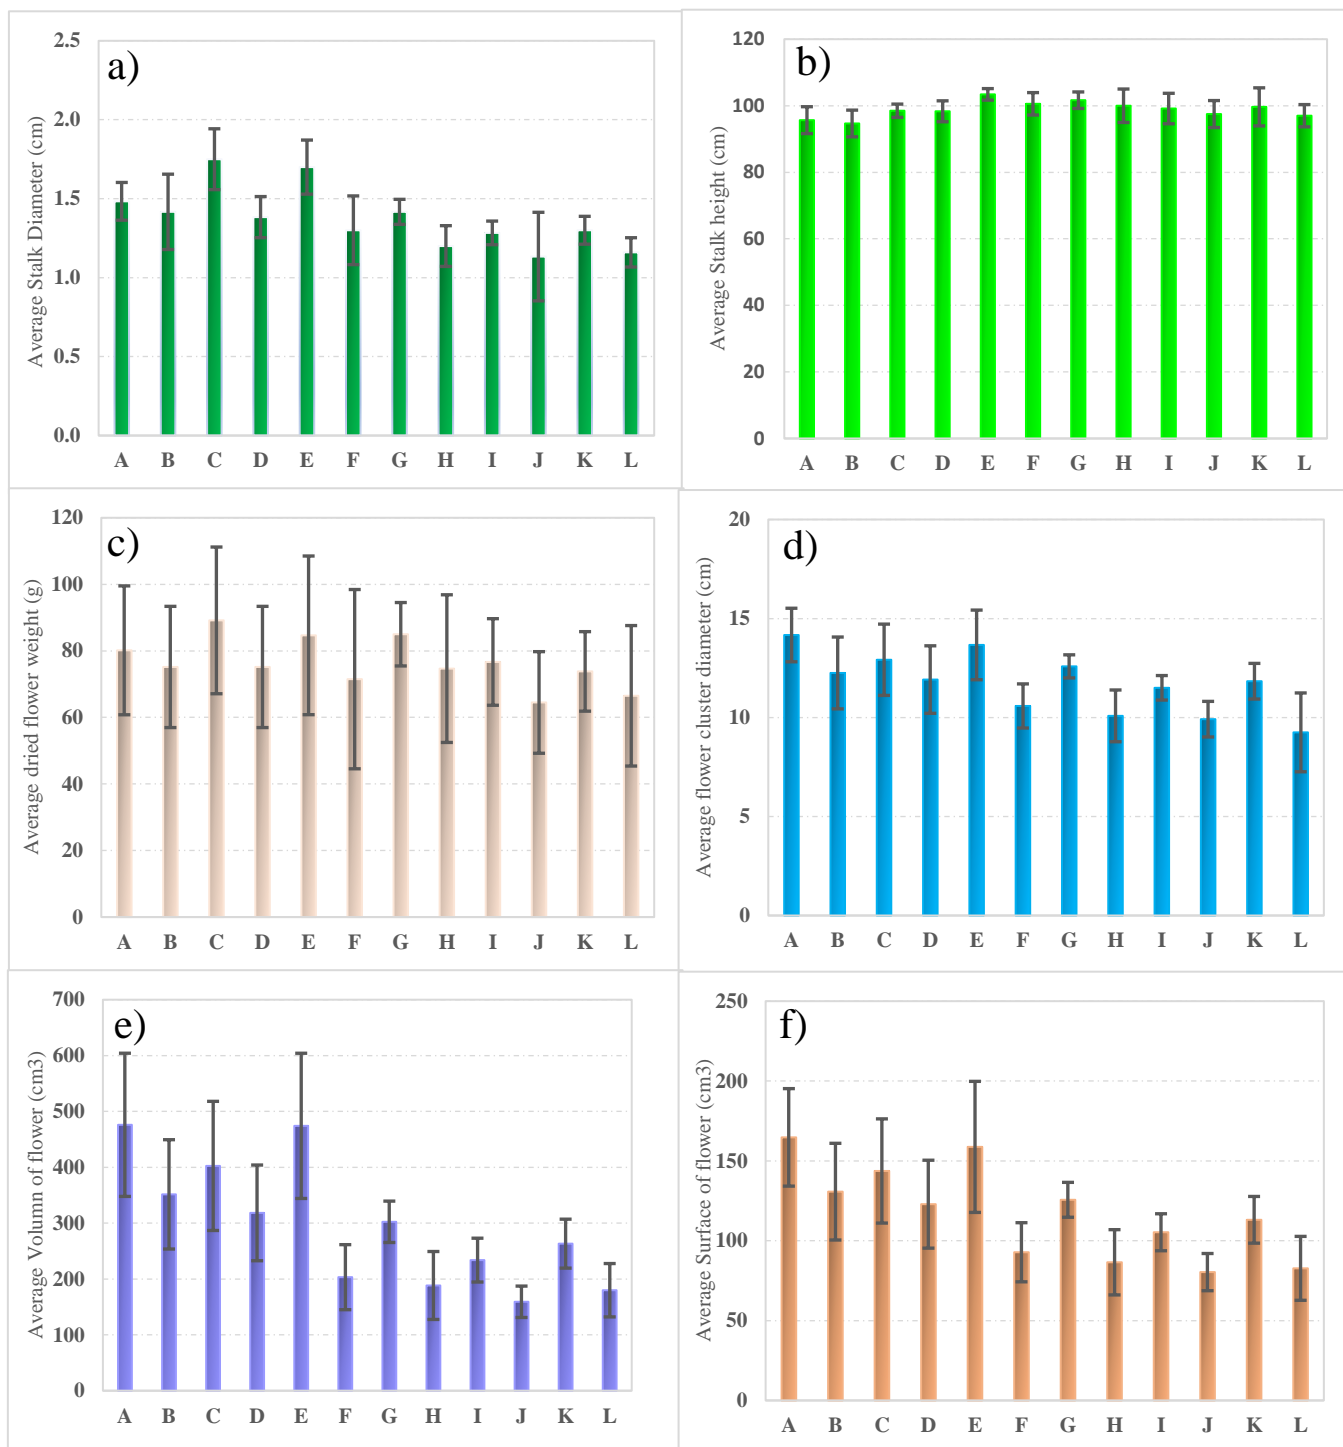 a)
Average Stalk Diameter (cm)
2.5
2.0
1.5
1.0
0.5
0.0
A B C D E F G H I J K L
b)
Average Stalk height (cm)
120
100
80
60
40
20
0
A B C D E F G H I J K L
c)
Average dried flower weight (g)
120
100
80
60
40
20
0
A B C D E F G H I J K L
d)
Average flower cluster diameter (cm)
20
15
10
5
0
A B C D E F G H I J K L
e)
Average Volumn of flower (cm3)
700
600
500
400
300
200
100
0
A B C D E F G H I J K L
f)
Average Surface of flower (cm3)
250
200
150
100
50
0
A B C D E F G H I J K L